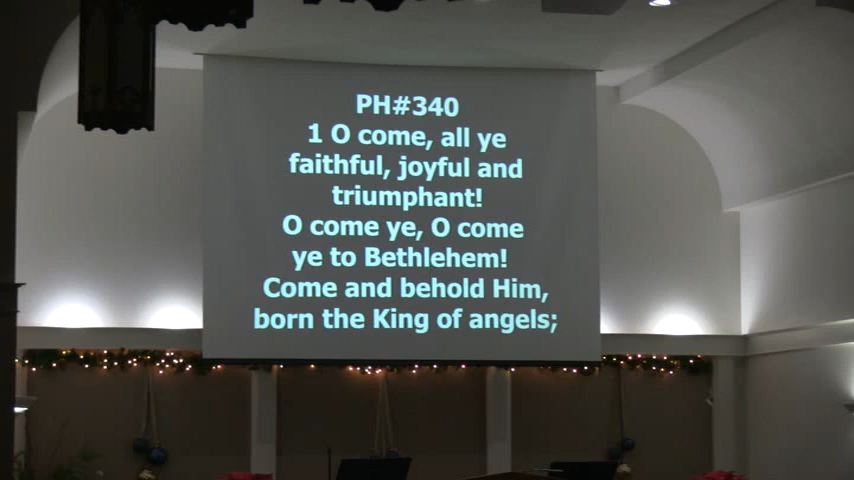 PH#340
1 O come, all ye
faithful, joyful and
triumphant!
O come ye, O come
ye to Bethlehem!
Come and behold Him,
born the King of angels;